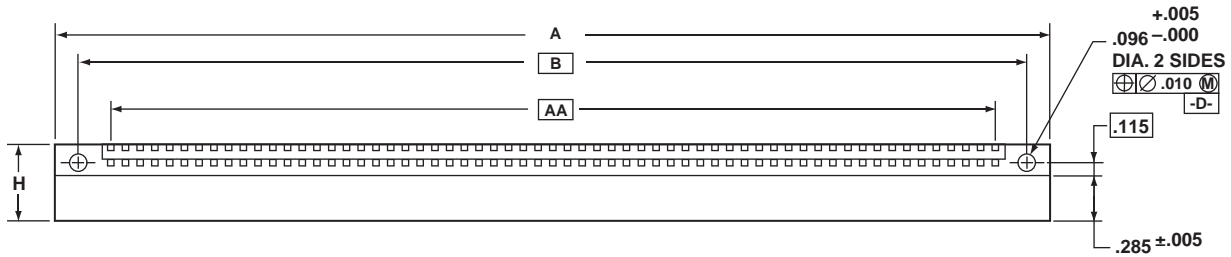 A
B
AA
H
+.005
.096 –.000
DIA. 2 SIDES
⌖ ⌀ .010 Ⓜ
-D-
.115
.285 ±.005